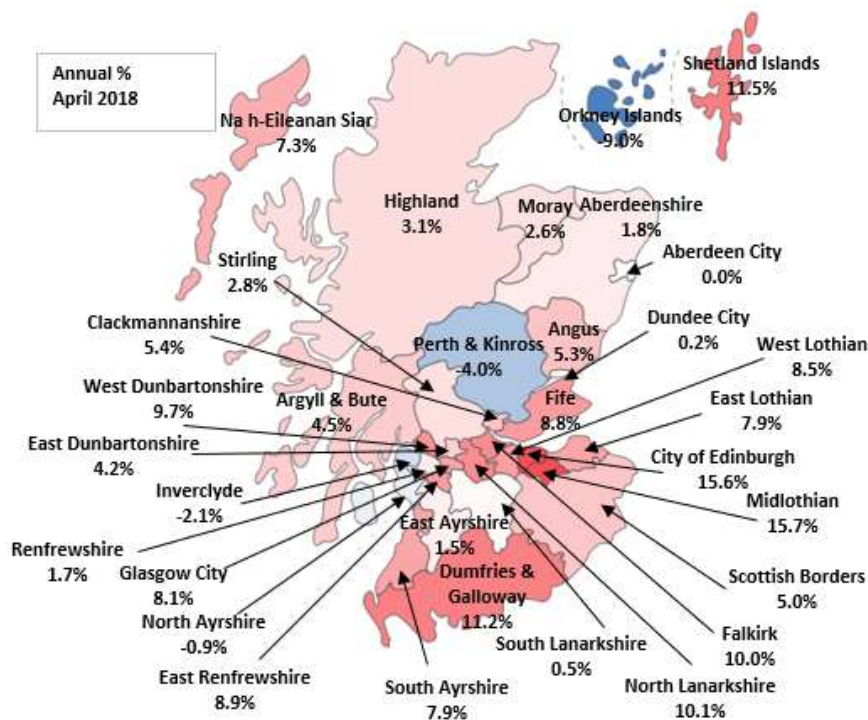 Annual %
April 2018
Shetland Islands
11.5%
Orkney Islands
-9.0%
Na h-Eileanan Siar
7.3%
Highland
3.1%
Moray
2.6%
Aberdeenshire
1.8%
Aberdeen City
0.0%
Stirling
2.8%
Clackmannanshire
5.4%
Perth & Kinross
-4.0%
Angus
5.3%
Dundee City
0.2%
West Lothian
8.5%
West Dunbartonshire
9.7%
Argyll & Bute
4.5%
Fife
8.8%
East Lothian
7.9%
East Dunbartonshire
4.2%
City of Edinburgh
15.6%
Inverclyde
-2.1%
Midlothian
15.7%
Renfrewshire
1.7%
East Ayrshire
1.5%
Glasgow City
8.1%
Dumfries &
Galloway
11.2%
Scottish Borders
5.0%
North Ayrshire
-0.9%
South Lanarkshire
0.5%
Falkirk
10.0%
East Renfrewshire
8.9%
South Ayrshire
7.9%
North Lanarkshire
10.1%